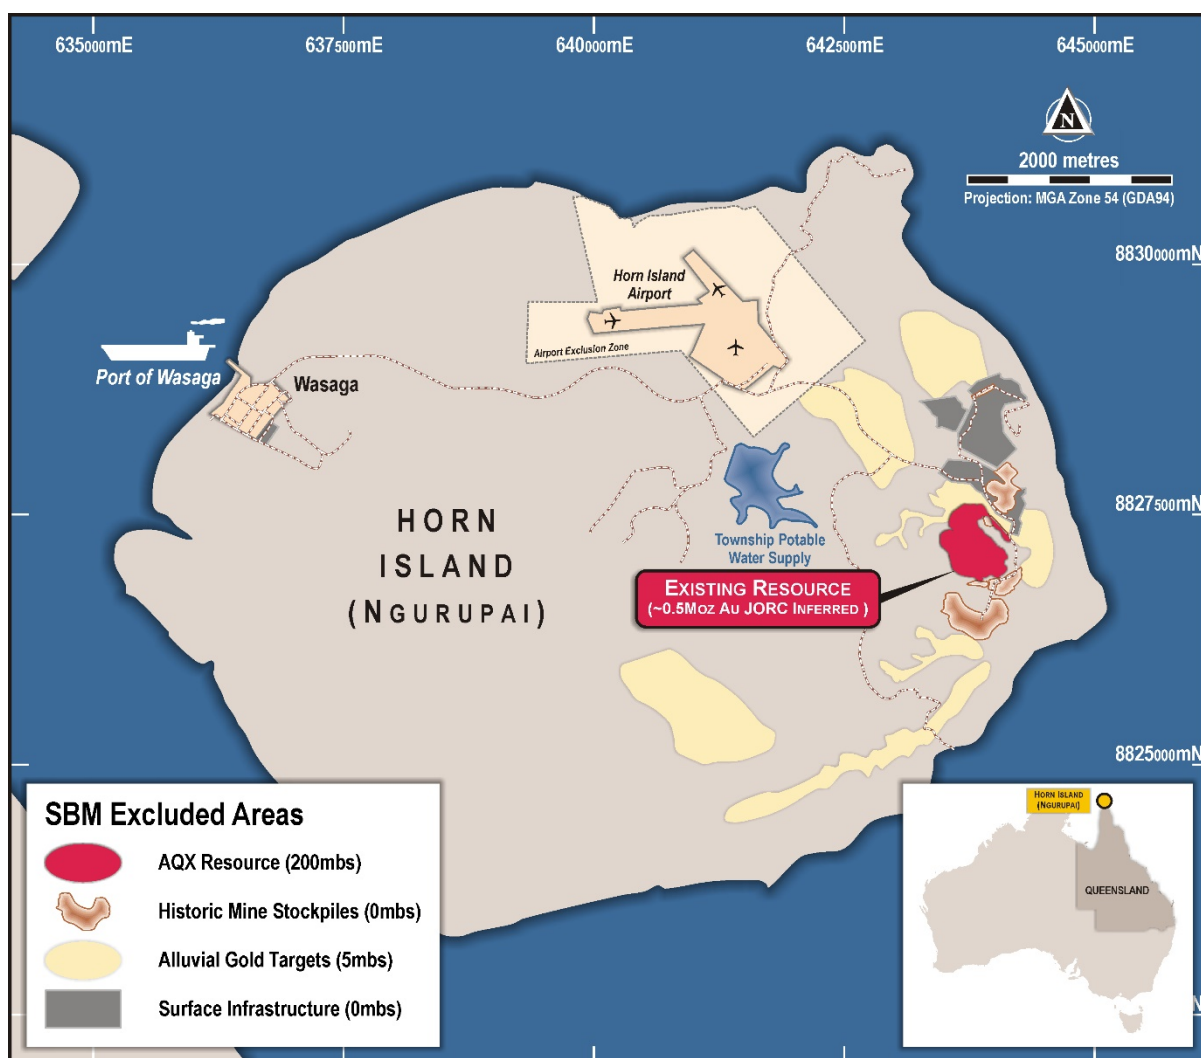 635000mE
637500mE
640000mE
642500mE
645000mE
N
2000 metres
Projection: MGA Zone 54 (GDA94)
8830000mN
Horn Island
Airport
Airport Exclusion Zone
Port of Wasaga
Wasaga
8827500mN
HORN
ISLAND
(NGURUPAI)
Township Potable
Water Supply
EXISTING RESOURCE
(~0.5MOZ AU JORC INFERRED )
8825000mN
SBM Excluded Areas
AQX Resource (200mbs)
Historic Mine Stockpiles (0mbs)
Alluvial Gold Targets (5mbs)
Surface Infrastructure (0mbs)
HORN ISLAND
(NGURUPAI)
QUEENSLAND